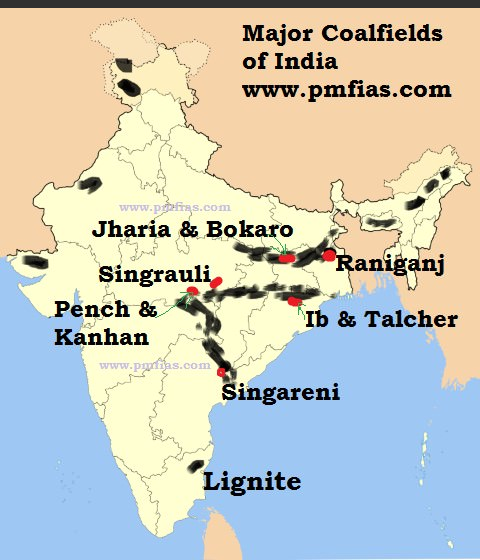 Major Coalfields
of India
www.pmfias.com
www.pmfias.com
Jharia & Bokaro
Raniganj
Singrauli
Pench &
Kanhan
Ib & Talcher
www.pmfias.com
Singareni
Lignite